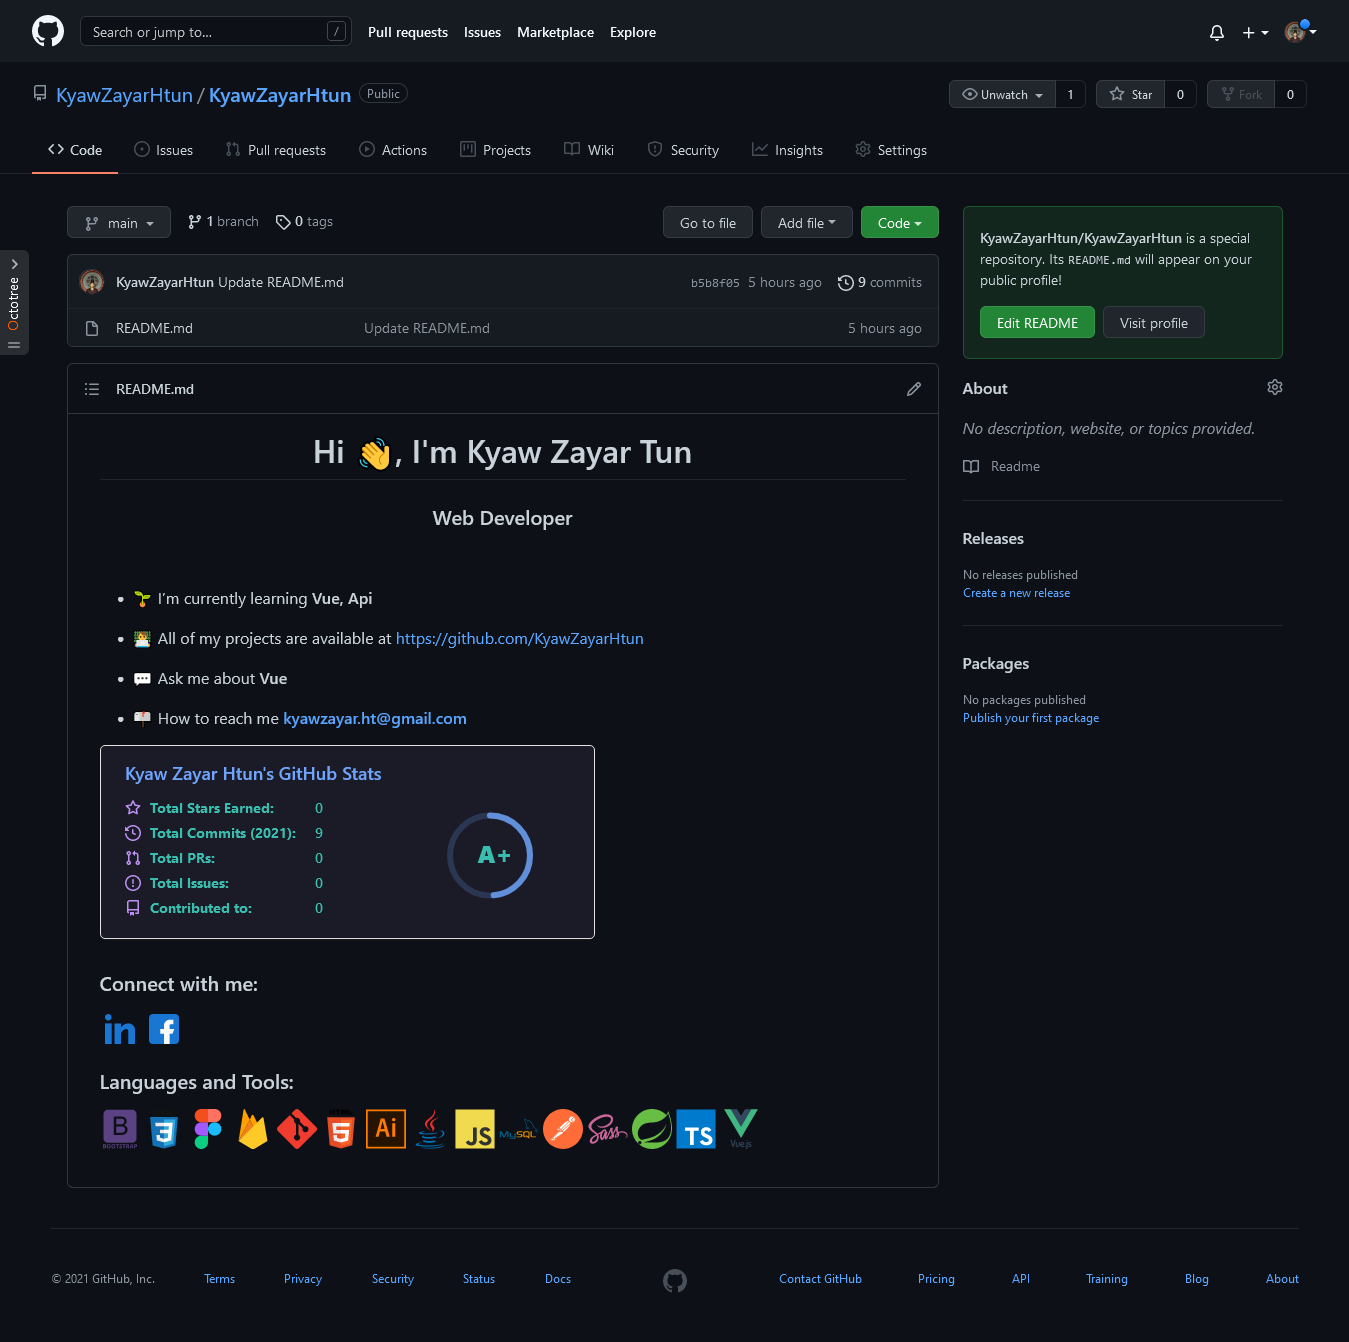 Search or jump to...
/
Pull requests
Issues
Marketplace
Explore
KyawZayarHtun / KyawZayarHtun
Public
Unwatch
1
Star
0
Fork
0
Code
Issues
Pull requests
Actions
Projects
Wiki
Security
Insights
Settings
Octotree
main
1 branch
0 tags
Go to file
Add file
Code
KyawZayarHtun Update README.md
b5b8f05
5 hours ago
9 commits
README.md
Update README.md
5 hours ago
README.md
Hi 👋, I'm Kyaw Zayar Tun
Web Developer
🌱 I’m currently learning Vue, Api
👨‍💻 All of my projects are available at https://github.com/KyawZayarHtun
💬 Ask me about Vue
📫 How to reach me kyawzayar.ht@gmail.com
Kyaw Zayar Htun's GitHub Stats
Total Stars Earned: 0
Total Commits (2021): 9
Total PRs: 0
Total Issues: 0
Contributed to: 0
A+
Connect with me:
in
f
Languages and Tools:
B
BOOTSTRAP
3
HTML
5
Ai
JS
MySQL
Sass
TS
Vue.js
KyawZayarHtun/KyawZayarHtun is a special
repository. Its README.md will appear on your
public profile!
Edit README
Visit profile
About
No description, website, or topics provided.
Readme
Releases
No releases published
Create a new release
Packages
No packages published
Publish your first package
© 2021 GitHub, Inc.
Terms
Privacy
Security
Status
Docs
Contact GitHub
Pricing
API
Training
Blog
About